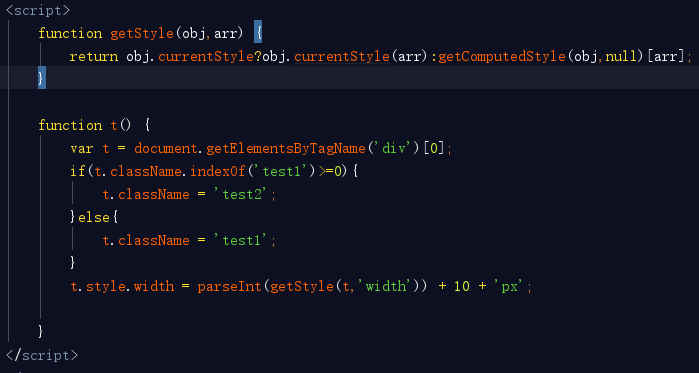 <script>
function getStyle(obj,arr) {
return obj.currentStyle?obj.currentStyle(arr):getComputedStyle(obj,null)[arr];
}
function t() {
var t = document.getElementsByTagName('div')[0];
if(t.className.indexOf('test1')>=0){
t.className = 'test2';
}else{
t.className = 'test1';
}
t.style.width = parseInt(getStyle(t,'width')) + 10 + 'px';
}
</script>